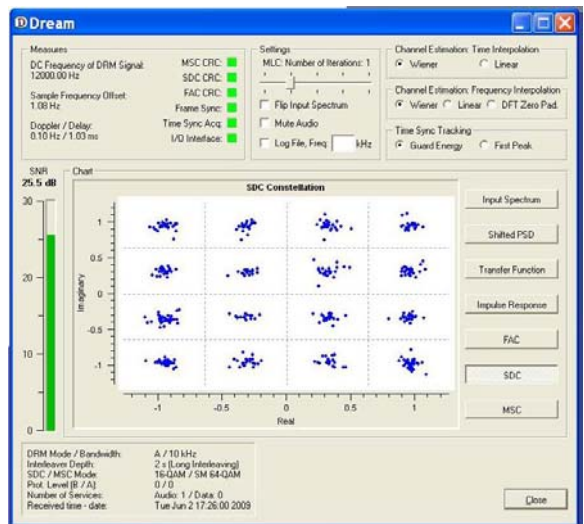 Dream
Measures
DC Frequency of DRM Signal:
12000.00 Hz
Sample Frequency Offset:
1.08 Hz
Doppler / Delay:
0.10 Hz / 1.03 ms
MSC CRC:
SDC CRC:
FAC CRC:
Frame Sync:
Time Sync Acq:
I/O Interface:
Settings
MLC: Number of Iterations: 1
Flip Input Spectrum
Mute Audio
Log File, Freq: kHz
Channel Estimation: Time Interpolation
Wiener Linear
Channel Estimation: Frequency Interpolation
Wiener Linear DFT Zero Pad.
Time Sync Tracking
Guard Energy First Peak
SNR
25.5 dB
30
20
10
0
Chart
SDC Constellation
Imaginary
1
0.5
0
-0.5
-1
-1 -0.5 0 0.5 1
Real
Input Spectrum
Shifted PSD
Transfer Function
Impulse Response
FAC
SDC
MSC
DRM Mode / Bandwidth: A / 10 kHz
Interleaver Depth: 2 s (Long Interleaving)
SDC / MSC Mode: 16-QAM / SM 64-QAM
Prot. Level (B / A): 0 / 0
Number of Services: Audio: 1 / Data: 0
Received time - date: Tue Jun 2 17:26:00 2009
Close